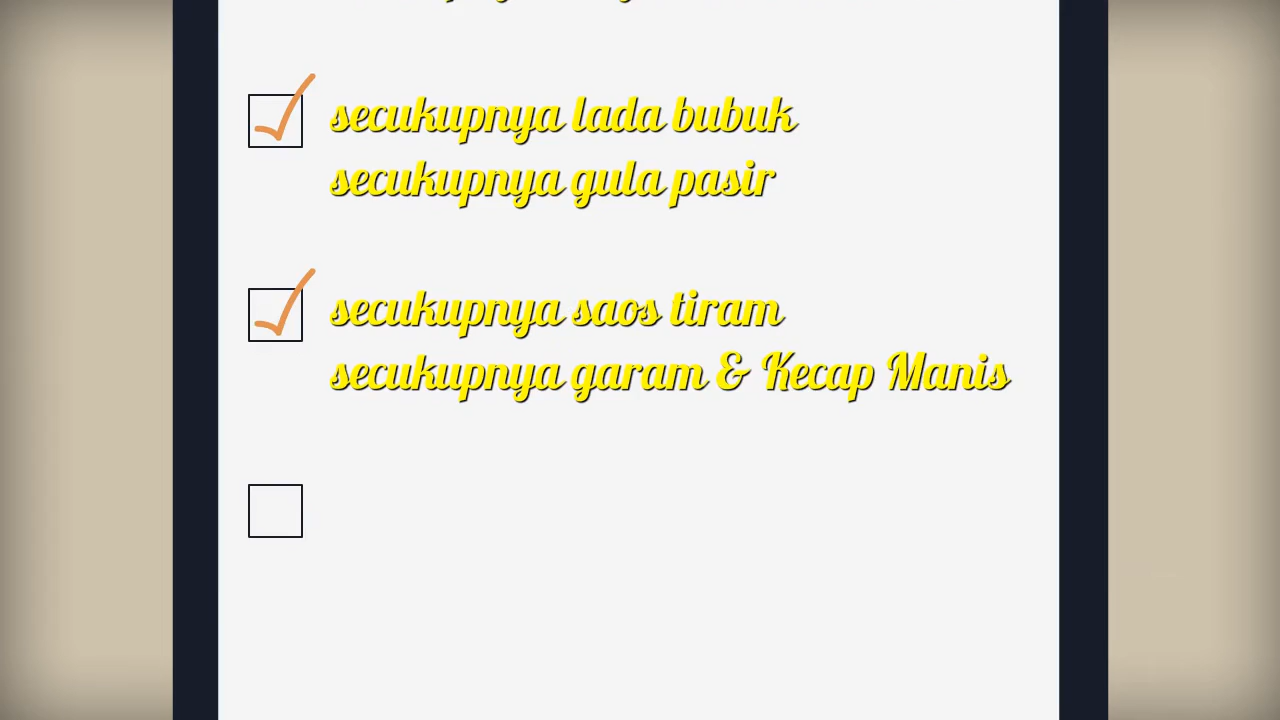 secukupnya lada bubuk
secukupnya gula pasir
secukupnya saos tiram
secukupnya garam & Kecap Manis